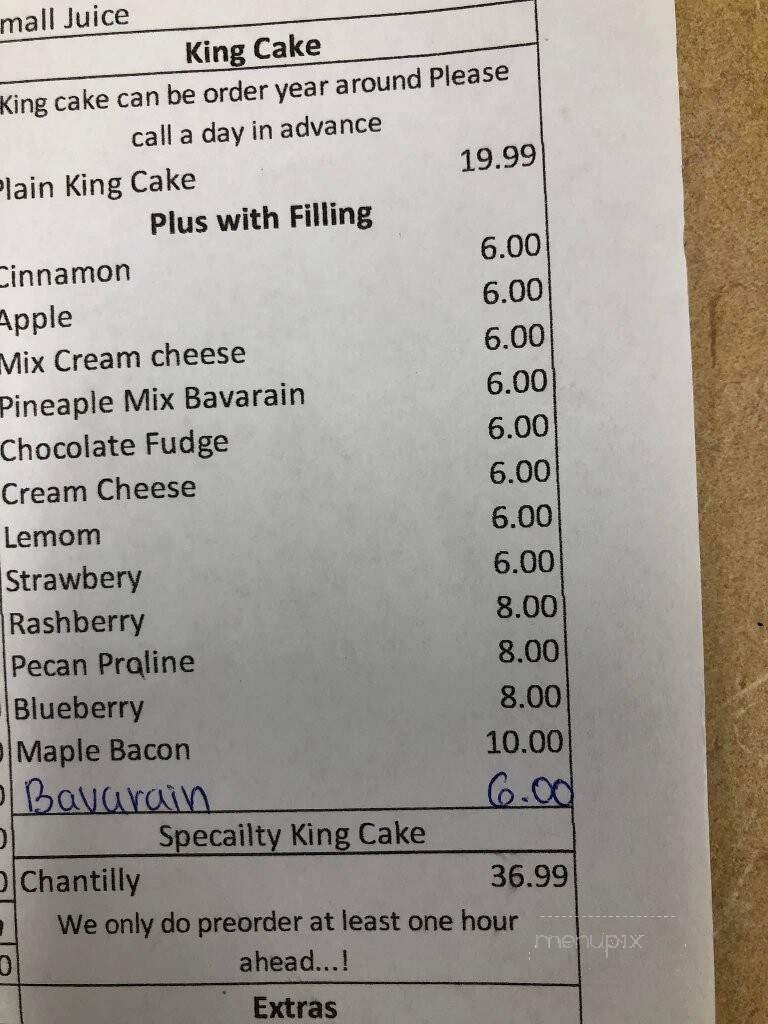 mall Juice
King Cake
King cake can be order year around Please
call a day in advance
Plain King Cake 19.99
Plus with Filling
Cinnamon 6.00
Apple 6.00
Mix Cream cheese 6.00
Pineaple Mix Bavarain 6.00
Chocolate Fudge 6.00
Cream Cheese 6.00
Lemom 6.00
Strawbery 6.00
Rashberry 8.00
Pecan Praline 8.00
Blueberry 8.00
Maple Bacon 10.00
Bavarain 6.00
Specailty King Cake
Chantilly 36.99
We only do preorder at least one hour
ahead...!
menupix
Extras